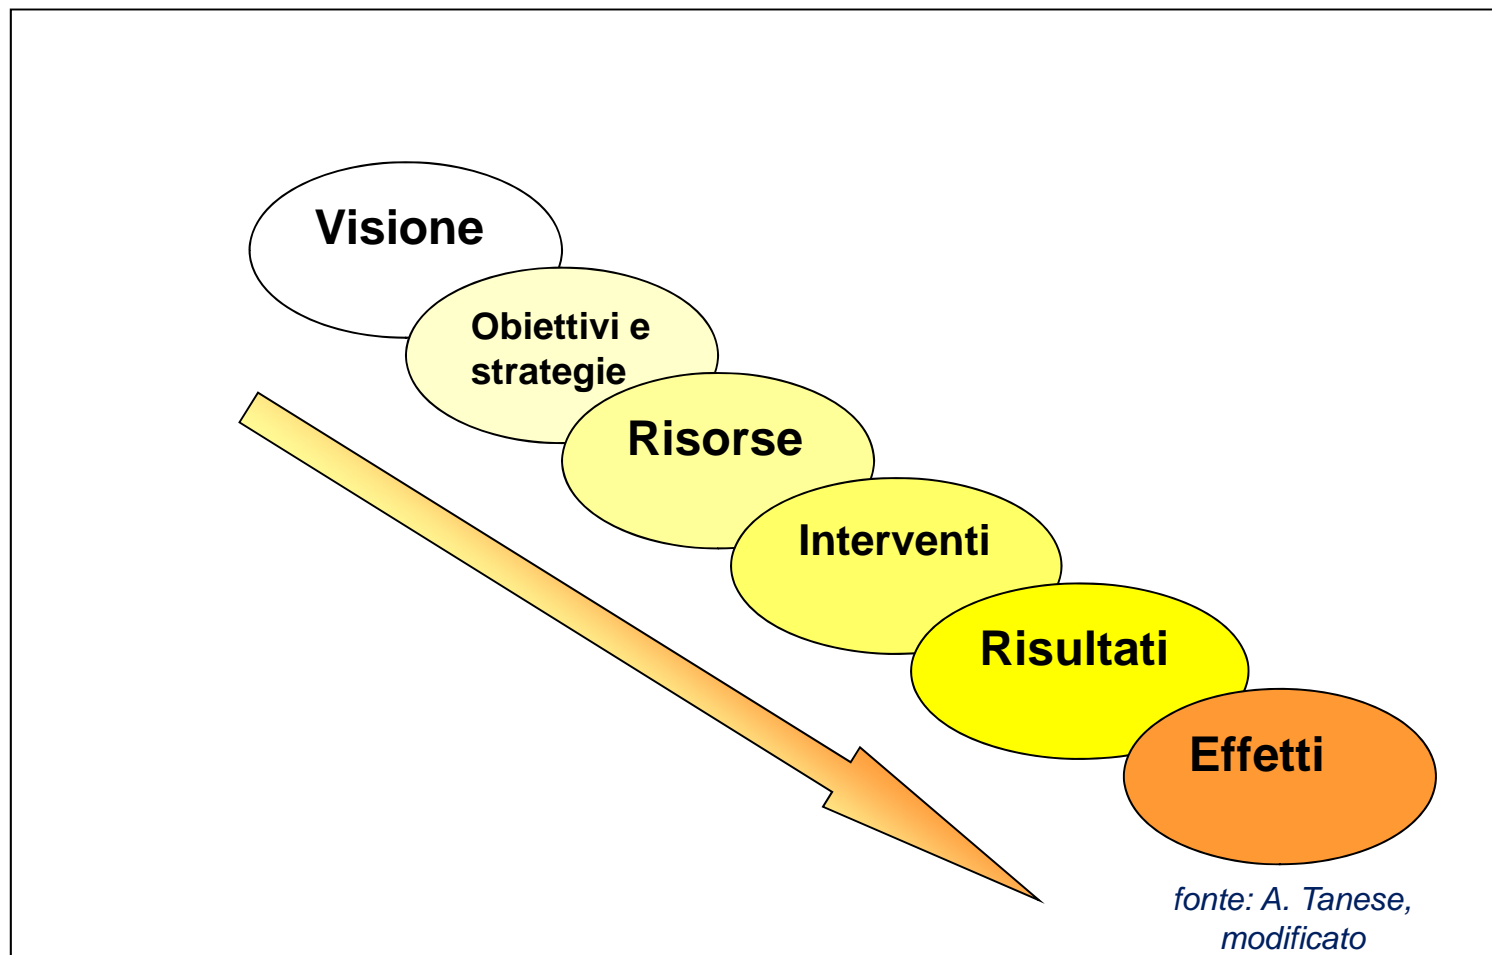 Visione
Obiettivi e
strategie
Risorse
Interventi
Risultati
Effetti
fonte: A. Tanese,
modificato